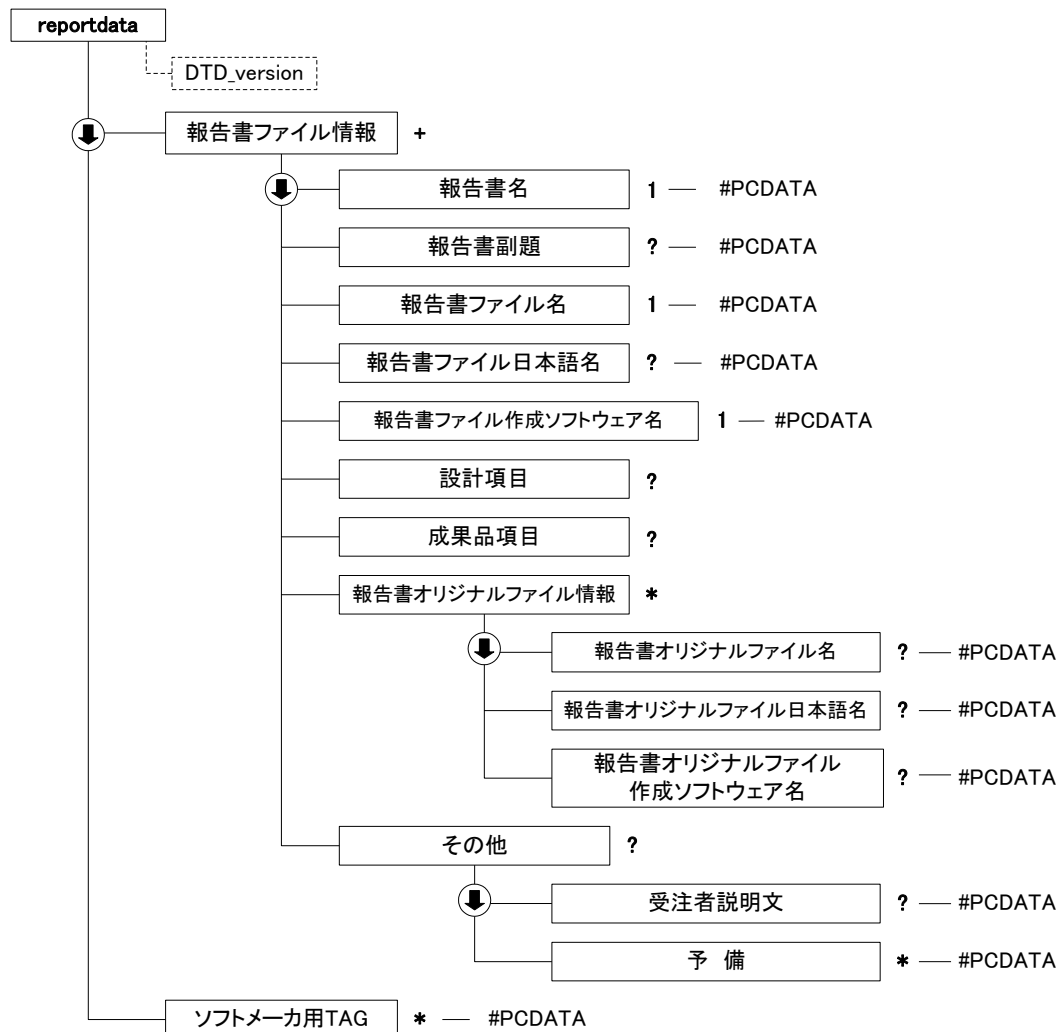 reportdata
DTD_version
報告書ファイル情報 +
報告書名 1 — #PCDATA
報告書副題 ? — #PCDATA
報告書ファイル名 1 — #PCDATA
報告書ファイル日本語名 ? — #PCDATA
報告書ファイル作成ソフトウェア名 1 — #PCDATA
設計項目 ?
成果品項目 ?
報告書オリジナルファイル情報 *
報告書オリジナルファイル名 ? — #PCDATA
報告書オリジナルファイル日本語名 ? — #PCDATA
報告書オリジナルファイル
作成ソフトウェア名 ? — #PCDATA
その他 ?
受注者説明文 ? — #PCDATA
予 備 * — #PCDATA
ソフトメーカ用TAG * — #PCDATA